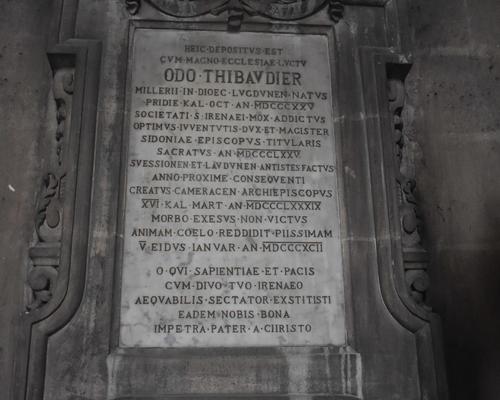 HEIC·DEPOSITVS·EST
CVM·MAGNO·ECCLESIAE·LVCTV
ODO·THIBAVDIER
MILLERII·IN·DIOEC·LVGDVNEN·NATVS
PRIDIE·KAL·OCT·AN·MDCCCXXV
SOCIETATI·S·IRENAEI·MOX·ADDICTVS
OPTIMVS·IVVENTVTIS·DVX·ET·MAGISTER
SIDONIAE·EPISCOPVS·TITVLARIS
SACRATVS·AN·MDCCCLXXV
SVESSIONEN·ET·LAVDVNEN·ANTISTES·FACTVS
ANNO·PROXIME·CONSEQVENTI
CREATVS·CAMERACEN·ARCHIEPISCOPVS
XVI·KAL·MART·AN·MDCCCLXXXIX
MORBO·EXESVS·NON·VICTVS
ANIMAM·COELO·REDDIDIT·PIISSIMAM
V·EIDVS·IANVAR·AN·MDCCCXCII
O·QVI·SAPIENTIAE·ET·PACIS
CVM·DIVO·TVO·IRENAEO
AEQVABILIS·SECTATOR·EXSTITISTI
EADEM·NOBIS·BONA
IMPETRA·PATER·A·CHRISTO